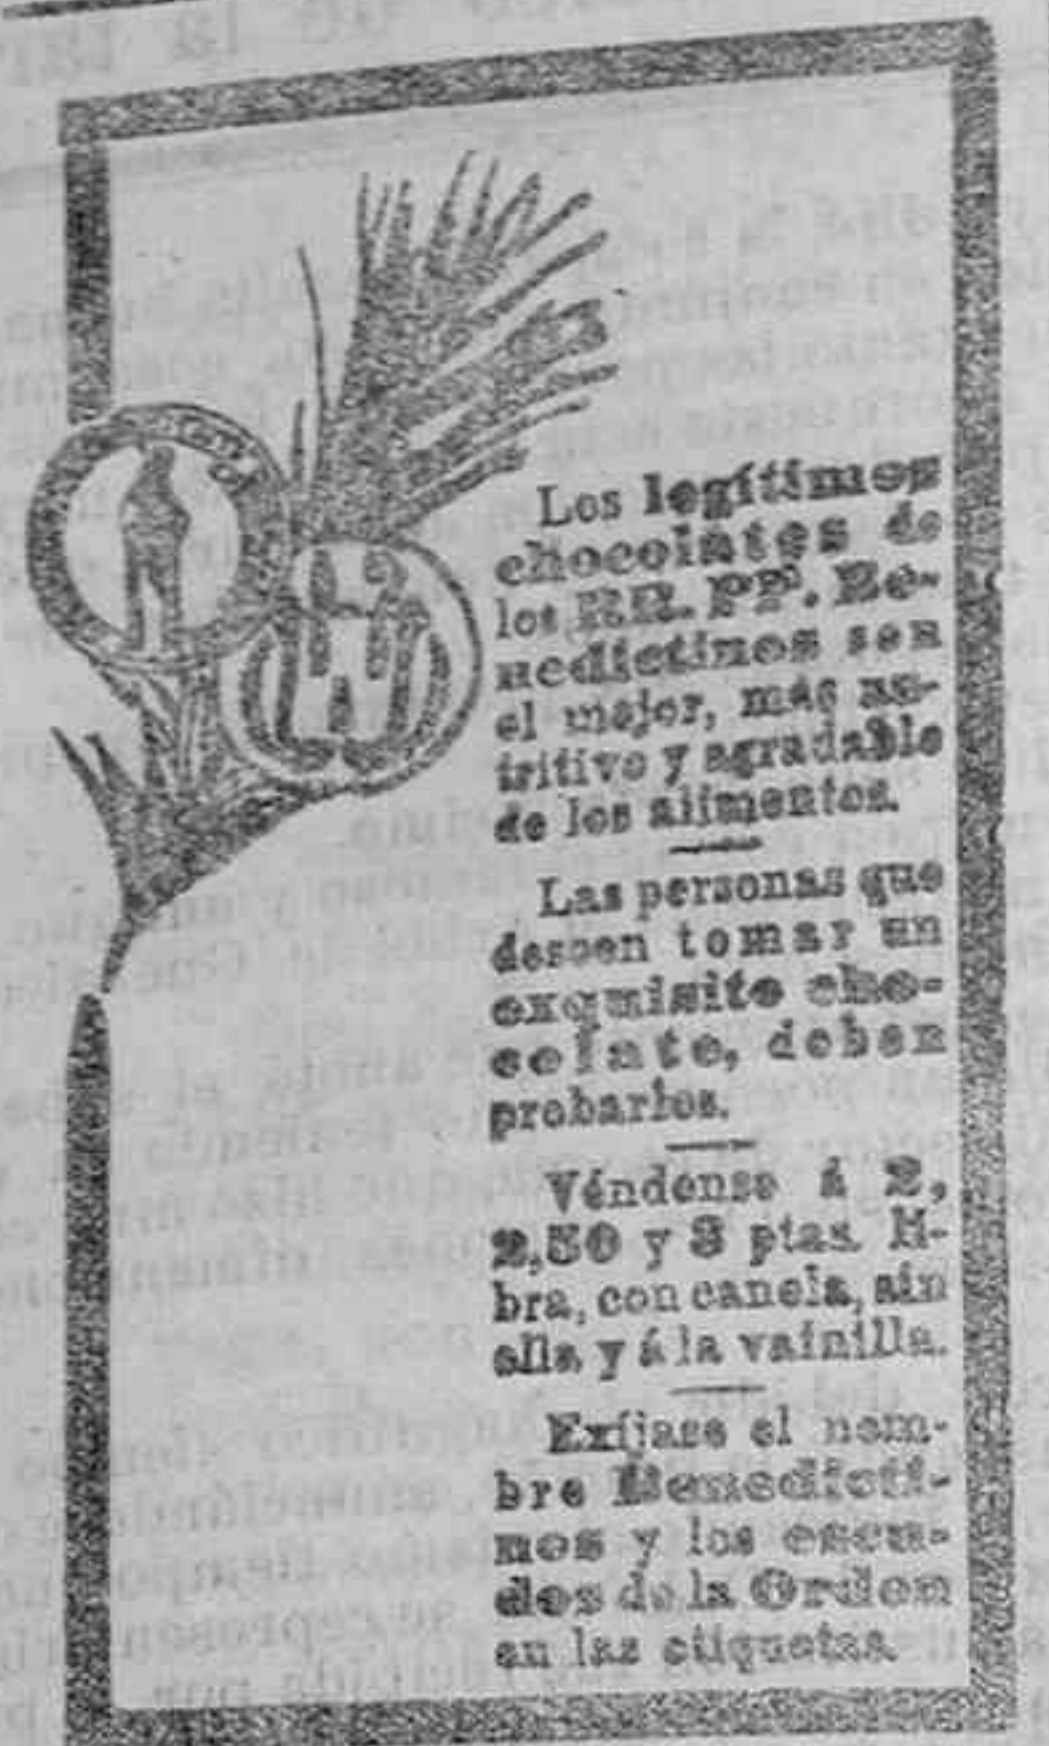 Los legítimos
chocolates de
los RR. PP. Be-
nedictinos son
el mejor, más nu-
tritivo y agradable
de los alimentos.
Las personas que
deseen tomar un
exquisito cho-
colate, deben
probarlos.
Véndense á 2,
2,50 y 3 ptas. li-
bra, con canela, sin
ella y á la vainilla.
Exíjase el nom-
bre Benedicti-
nos y los escu-
dos de la Orden
en las etiquetas.